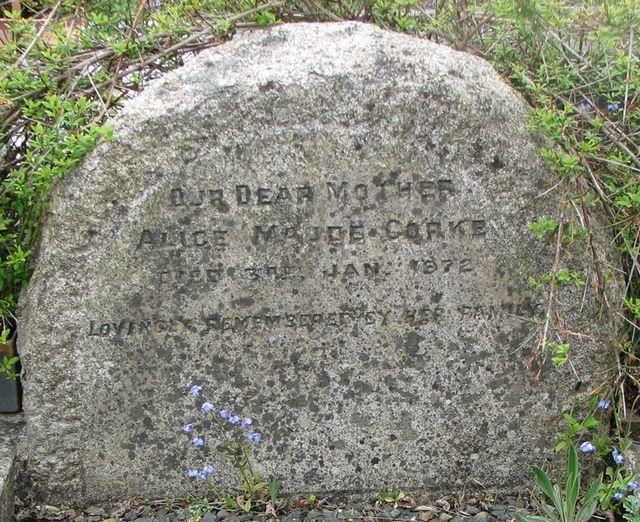 OUR DEAR MOTHER
ALICE MAUDE CORKE
DIED 3RD. JAN. 1972
LOVINGLY REMEMBERED BY HER FAMILY